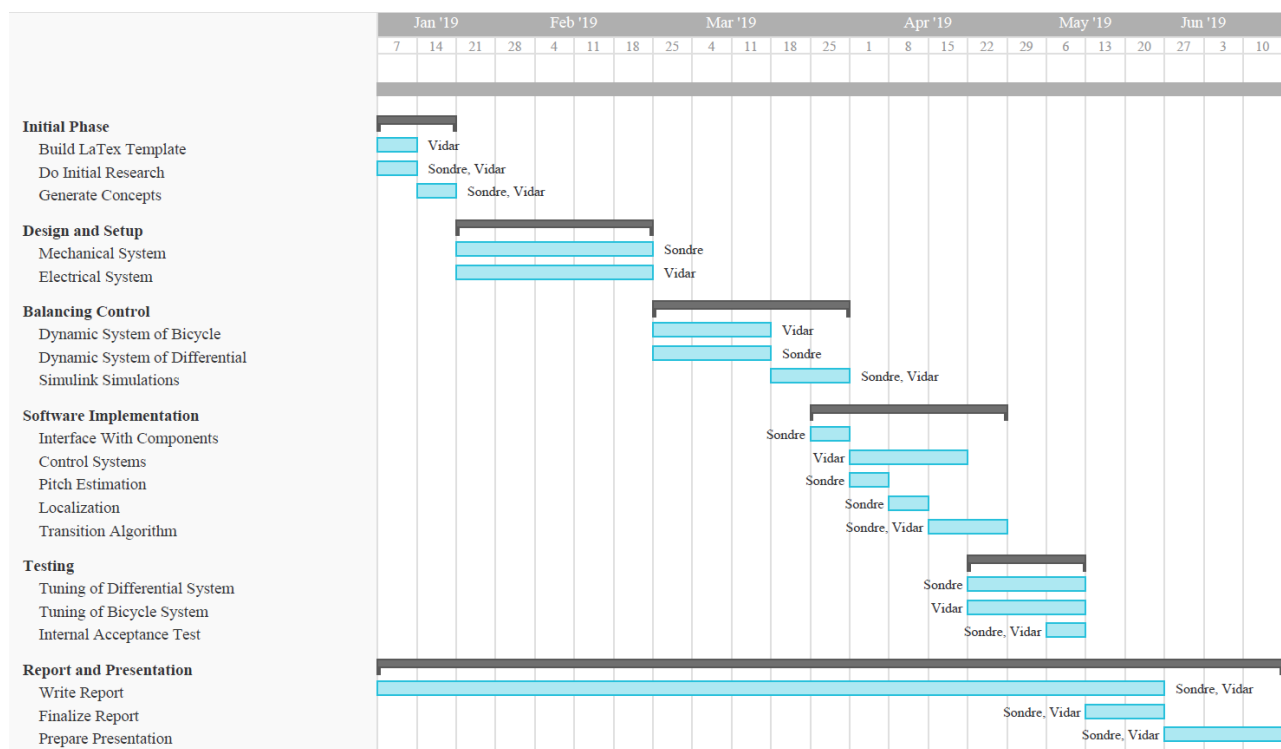 Jan '19 Feb '19 Mar '19 Apr '19 May '19 Jun '19
7 14 21 28 4 11 18 25 4 11 18 25 1 8 15 22 29 6 13 20 27 3 10
Initial Phase
Build LaTex Template Vidar
Do Initial Research Sondre, Vidar
Generate Concepts Sondre, Vidar
Design and Setup
Mechanical System Sondre
Electrical System Vidar
Balancing Control
Dynamic System of Bicycle Vidar
Dynamic System of Differential Sondre
Simulink Simulations Sondre, Vidar
Software Implementation
Interface With Components Sondre
Control Systems Vidar
Pitch Estimation Sondre
Localization Sondre
Transition Algorithm Sondre, Vidar
Testing
Tuning of Differential System Sondre
Tuning of Bicycle System Vidar
Internal Acceptance Test Sondre, Vidar
Report and Presentation
Write Report Sondre, Vidar
Finalize Report Sondre, Vidar
Prepare Presentation Sondre, Vidar